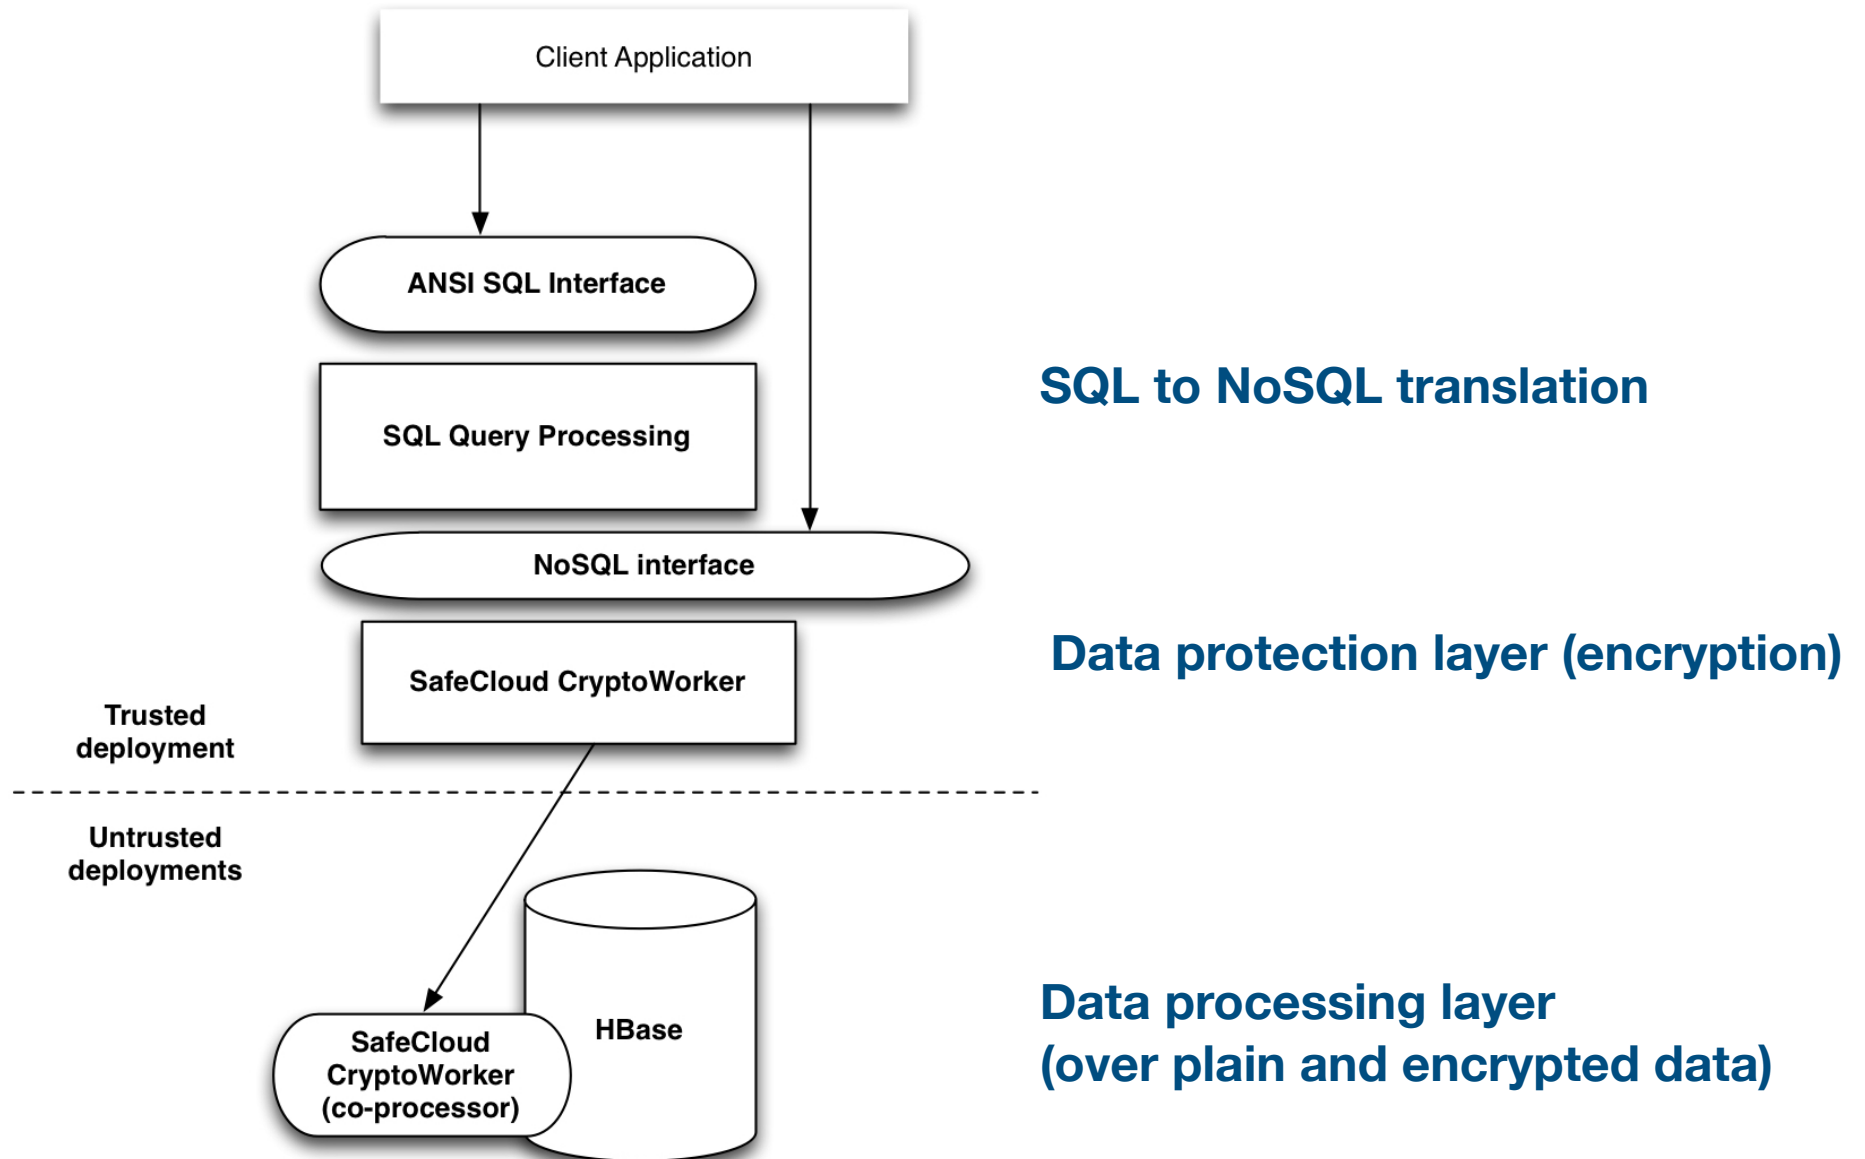 Client Application
ANSI SQL Interface
SQL to NoSQL translation
SQL Query Processing
NoSQL interface
Data protection layer (encryption)
SafeCloud CryptoWorker
Trusted
deployment
Untrusted
deployments
Data processing layer
(over plain and encrypted data)
HBase
SafeCloud
CryptoWorker
(co-processor)